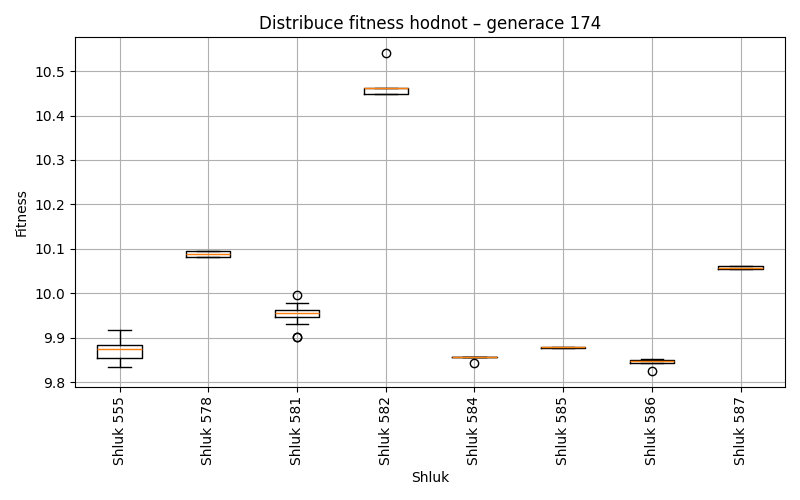 Distribuce fitness hodnot – generace 174
Fitness
10.5
10.4
10.3
10.2
10.1
10.0
9.9
9.8
Shluk 555
Shluk 578
Shluk 581
Shluk 582
Shluk 584
Shluk 585
Shluk 586
Shluk 587
Shluk